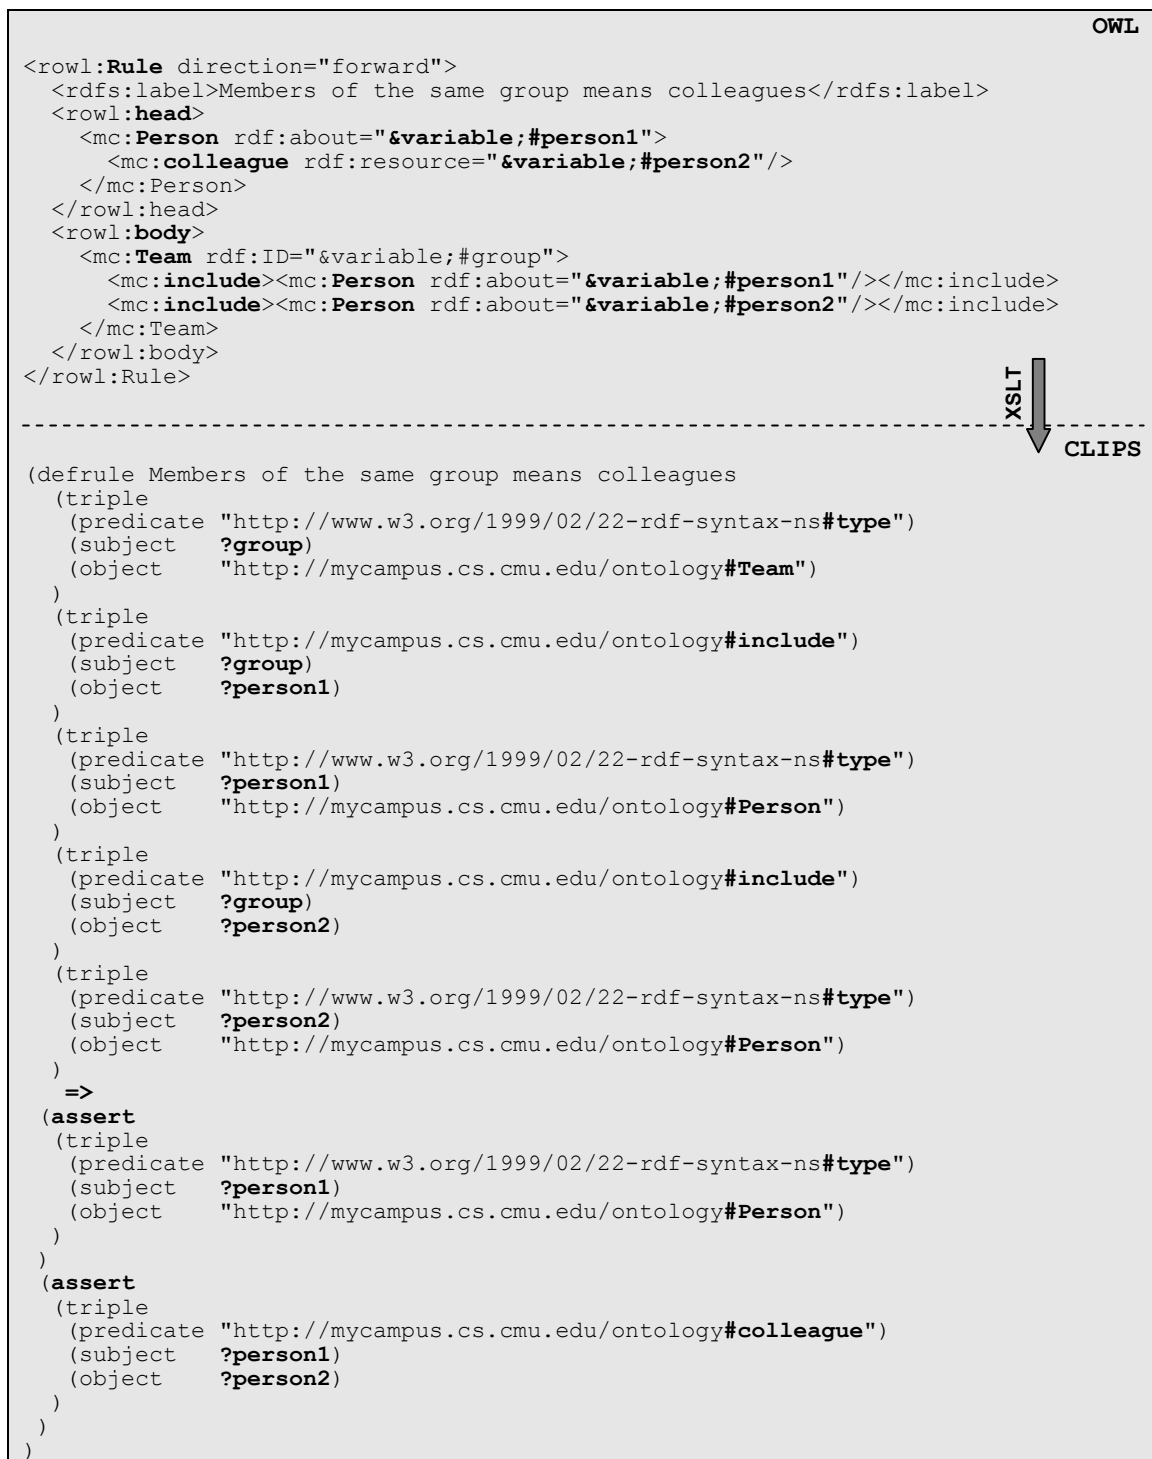 OWL
<rowl:Rule direction="forward">
  <rdfs:label>Members of the same group means colleagues</rdfs:label>
  <rowl:head>
    <mc:Person rdf:about="&variable;#person1">
      <mc:colleague rdf:resource="&variable;#person2"/>
    </mc:Person>
  </rowl:head>
  <rowl:body>
    <mc:Team rdf:ID="&variable;#group">
      <mc:include><mc:Person rdf:about="&variable;#person1"/></mc:include>
      <mc:include><mc:Person rdf:about="&variable;#person2"/></mc:include>
    </mc:Team>
  </rowl:body>
</rowl:Rule>
XSLT
CLIPS
(defrule Members of the same group means colleagues
  (triple
   (predicate "http://www.w3.org/1999/02/22-rdf-syntax-ns#type")
   (subject   ?group)
   (object    "http://mycampus.cs.cmu.edu/ontology#Team")
  )
  (triple
   (predicate "http://mycampus.cs.cmu.edu/ontology#include")
   (subject   ?group)
   (object    ?person1)
  )
  (triple
   (predicate "http://www.w3.org/1999/02/22-rdf-syntax-ns#type")
   (subject   ?person1)
   (object    "http://mycampus.cs.cmu.edu/ontology#Person")
  )
  (triple
   (predicate "http://mycampus.cs.cmu.edu/ontology#include")
   (subject   ?group)
   (object    ?person2)
  )
  (triple
   (predicate "http://www.w3.org/1999/02/22-rdf-syntax-ns#type")
   (subject   ?person2)
   (object    "http://mycampus.cs.cmu.edu/ontology#Person")
  )
   =>
 (assert
  (triple
   (predicate "http://www.w3.org/1999/02/22-rdf-syntax-ns#type")
   (subject   ?person1)
   (object    "http://mycampus.cs.cmu.edu/ontology#Person")
  )
 )
 (assert
  (triple
   (predicate "http://mycampus.cs.cmu.edu/ontology#colleague")
   (subject   ?person1)
   (object    ?person2)
  )
 )
)